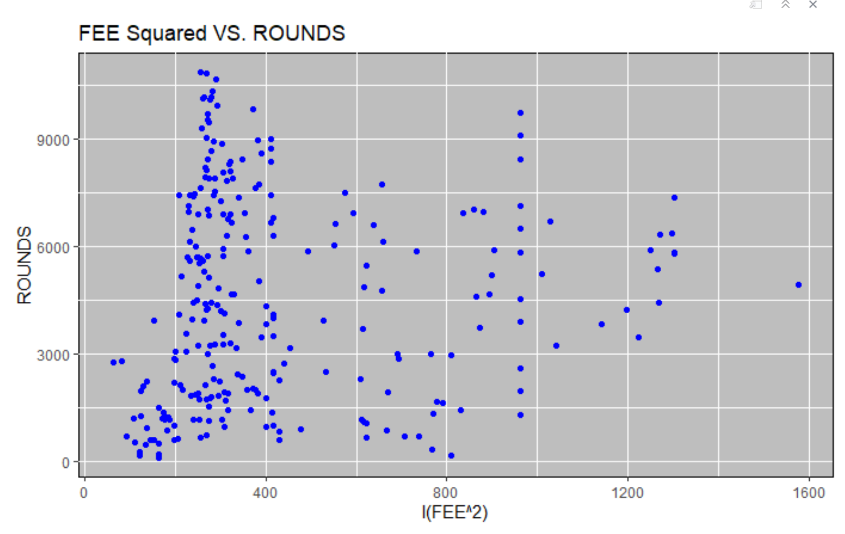 FEE Squared VS. ROUNDS
9000
6000
ROUNDS
3000
0
0 400 800 1200 1600
I(FEE^2)